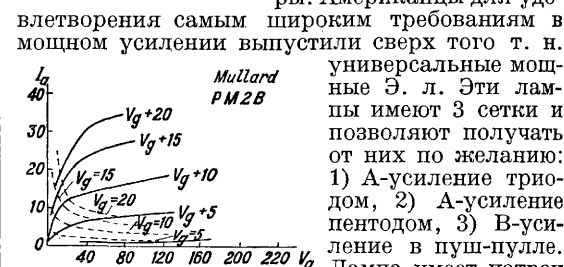 ры. Американцы для удо-
влетворения самым широким требованиям в
мощном усилении выпустили сверх того т. н.
универсальные мощ-
ные Э. л. Эти лам-
пы имеют 3 сетки и
позволяют получать
от них по желанию:
1) А-усиление трио-
дом, 2) А-усиление
пентодом, 3) В-уси-
ление в пуш-пулле.
Iа
Mullard
PM2B
40
30
20
10
0
Vg+20
Vg+15
Vg+10
Vg+5
Vg=15
Vg=20
Vg=10
Vg=5
40 80 120 160 200 220 Va